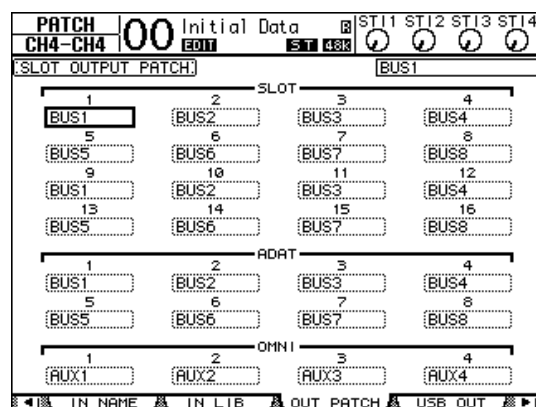 PATCH 00 Initial Data ST11 ST12 ST13 ST14
CH4-CH4 EDIT ST 48K
SLOT OUTPUT PATCH BUS1
SLOT
1 2 3 4
BUS1 BUS2 BUS3 BUS4
5 6 7 8
BUS5 BUS6 BUS7 BUS8
9 10 11 12
BUS1 BUS2 BUS3 BUS4
13 14 15 16
BUS5 BUS6 BUS7 BUS8
ADAT
1 2 3 4
BUS1 BUS2 BUS3 BUS4
5 6 7 8
BUS5 BUS6 BUS7 BUS8
OMNI
1 2 3 4
AUX1 AUX2 AUX3 AUX4
IN NAME IN LIB OUT PATCH USB OUT